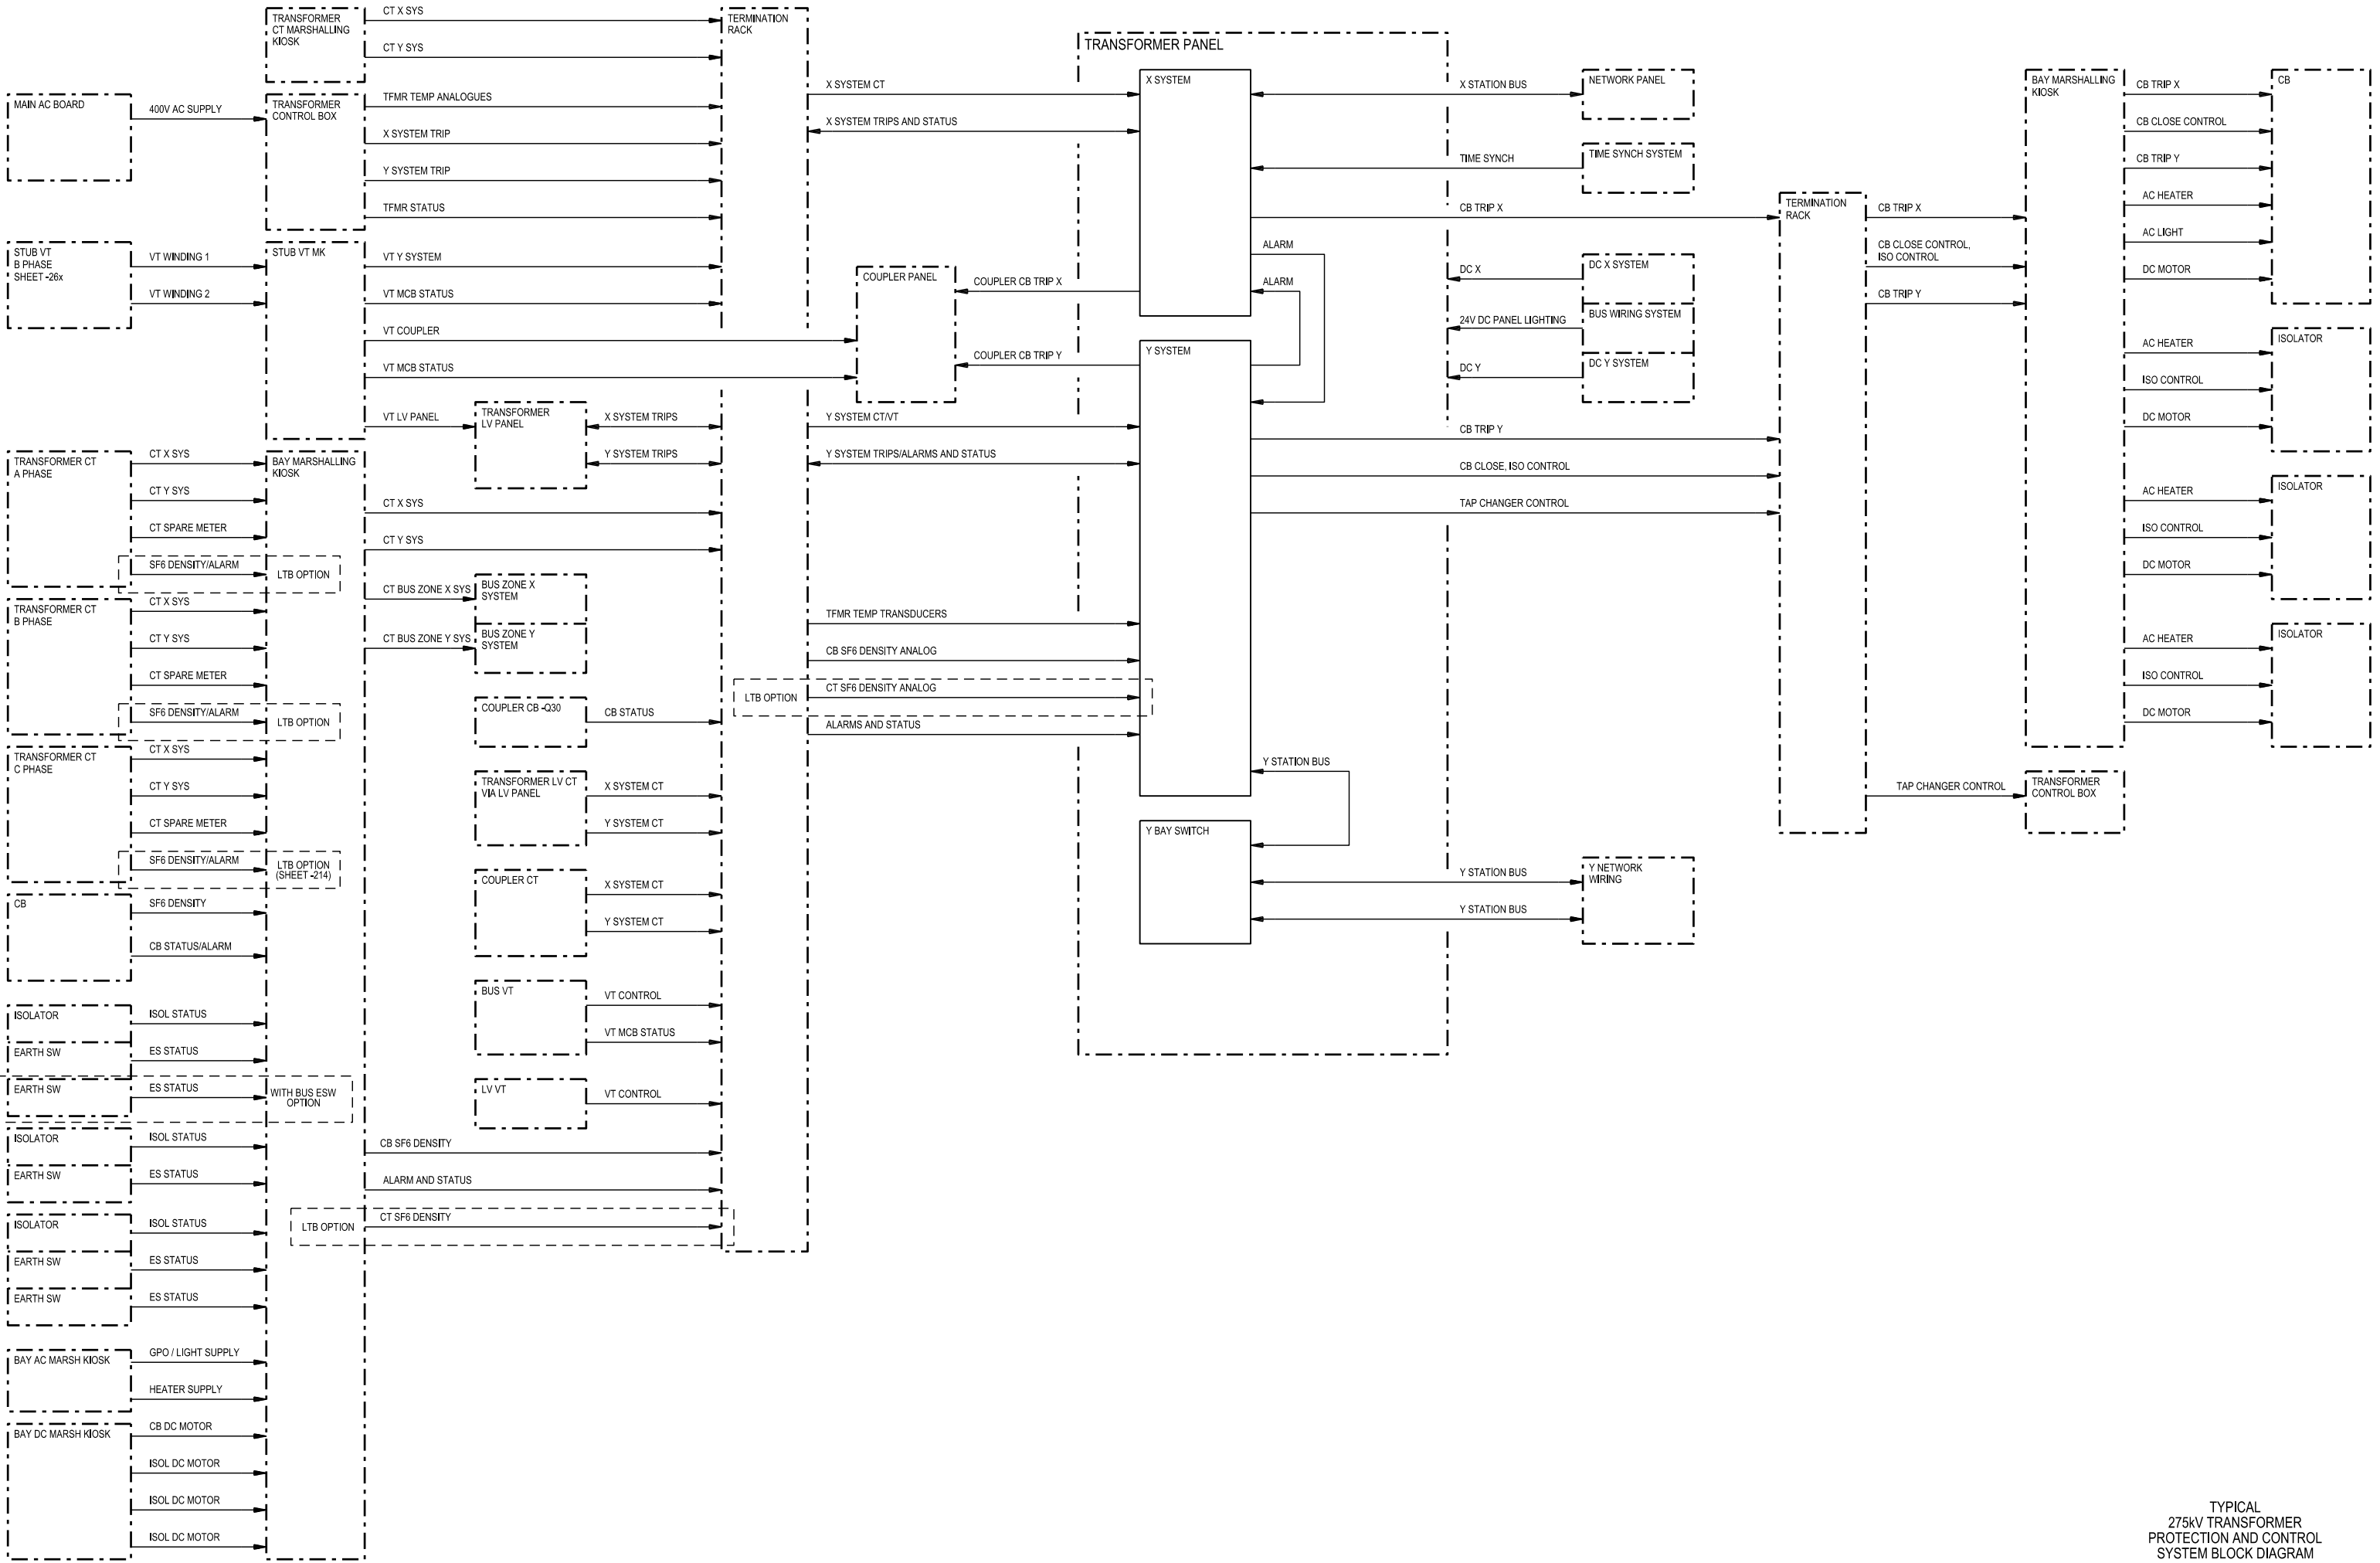 TRANSFORMER
CT MARSHALLING
KIOSK
CT X SYS
CT Y SYS
TERMINATION
RACK
MAIN AC BOARD
400V AC SUPPLY
TRANSFORMER
CONTROL BOX
TFMR TEMP ANALOGUES
X SYSTEM TRIP
Y SYSTEM TRIP
TFMR STATUS
STUB VT
B PHASE
SHEET -26x
VT WINDING 1
VT WINDING 2
STUB VT MK
VT Y SYSTEM
VT MCB STATUS
VT COUPLER
VT MCB STATUS
VT LV PANEL
TRANSFORMER
LV PANEL
X SYSTEM TRIPS
Y SYSTEM TRIPS
TRANSFORMER CT
A PHASE
CT X SYS
CT Y SYS
CT SPARE METER
SF6 DENSITY/ALARM
LTB OPTION
BAY MARSHALLING
KIOSK
CT X SYS
CT Y SYS
TRANSFORMER CT
B PHASE
CT X SYS
CT Y SYS
CT SPARE METER
SF6 DENSITY/ALARM
LTB OPTION
CT BUS ZONE X SYS
BUS ZONE X
SYSTEM
CT BUS ZONE Y SYS
BUS ZONE Y
SYSTEM
COUPLER CB -Q30
CB STATUS
TRANSFORMER CT
C PHASE
CT X SYS
CT Y SYS
CT SPARE METER
SF6 DENSITY/ALARM
LTB OPTION
(SHEET -214)
TRANSFORMER LV CT
VIA LV PANEL
X SYSTEM CT
Y SYSTEM CT
COUPLER CT
X SYSTEM CT
Y SYSTEM CT
CB
SF6 DENSITY
CB STATUS/ALARM
BUS VT
VT CONTROL
VT MCB STATUS
LV VT
VT CONTROL
ISOLATOR
ISOL STATUS
EARTH SW
ES STATUS
EARTH SW
ES STATUS
WITH BUS ESW
OPTION
ISOLATOR
ISOL STATUS
EARTH SW
ES STATUS
CB SF6 DENSITY
ALARM AND STATUS
LTB OPTION
CT SF6 DENSITY
ISOLATOR
ISOL STATUS
EARTH SW
ES STATUS
EARTH SW
ES STATUS
BAY AC MARSH KIOSK
GPO / LIGHT SUPPLY
HEATER SUPPLY
BAY DC MARSH KIOSK
CB DC MOTOR
ISOL DC MOTOR
ISOL DC MOTOR
ISOL DC MOTOR
TRANSFORMER PANEL
X SYSTEM CT
X SYSTEM TRIPS AND STATUS
X SYSTEM
COUPLER PANEL
COUPLER CB TRIP X
COUPLER CB TRIP Y
ALARM
ALARM
Y SYSTEM
Y SYSTEM CT/VT
Y SYSTEM TRIPS/ALARMS AND STATUS
TFMR TEMP TRANSDUCERS
CB SF6 DENSITY ANALOG
LTB OPTION
CT SF6 DENSITY ANALOG
ALARMS AND STATUS
Y STATION BUS
Y BAY SWITCH
X STATION BUS
NETWORK PANEL
TIME SYNCH
TIME SYNCH SYSTEM
CB TRIP X
DC X
DC X SYSTEM
24V DC PANEL LIGHTING
BUS WIRING SYSTEM
DC Y
DC Y SYSTEM
CB TRIP Y
CB CLOSE, ISO CONTROL
TAP CHANGER CONTROL
Y STATION BUS
Y NETWORK
WIRING
Y STATION BUS
TERMINATION
RACK
CB TRIP X
CB CLOSE CONTROL,
ISO CONTROL
CB TRIP Y
TAP CHANGER CONTROL
BAY MARSHALLING
KIOSK
TRANSFORMER
CONTROL BOX
CB TRIP X
CB
CB CLOSE CONTROL
CB TRIP Y
AC HEATER
AC LIGHT
DC MOTOR
ISOLATOR
AC HEATER
ISO CONTROL
DC MOTOR
ISOLATOR
AC HEATER
ISO CONTROL
DC MOTOR
ISOLATOR
AC HEATER
ISO CONTROL
DC MOTOR
TYPICAL
275kV TRANSFORMER
PROTECTION AND CONTROL
SYSTEM BLOCK DIAGRAM